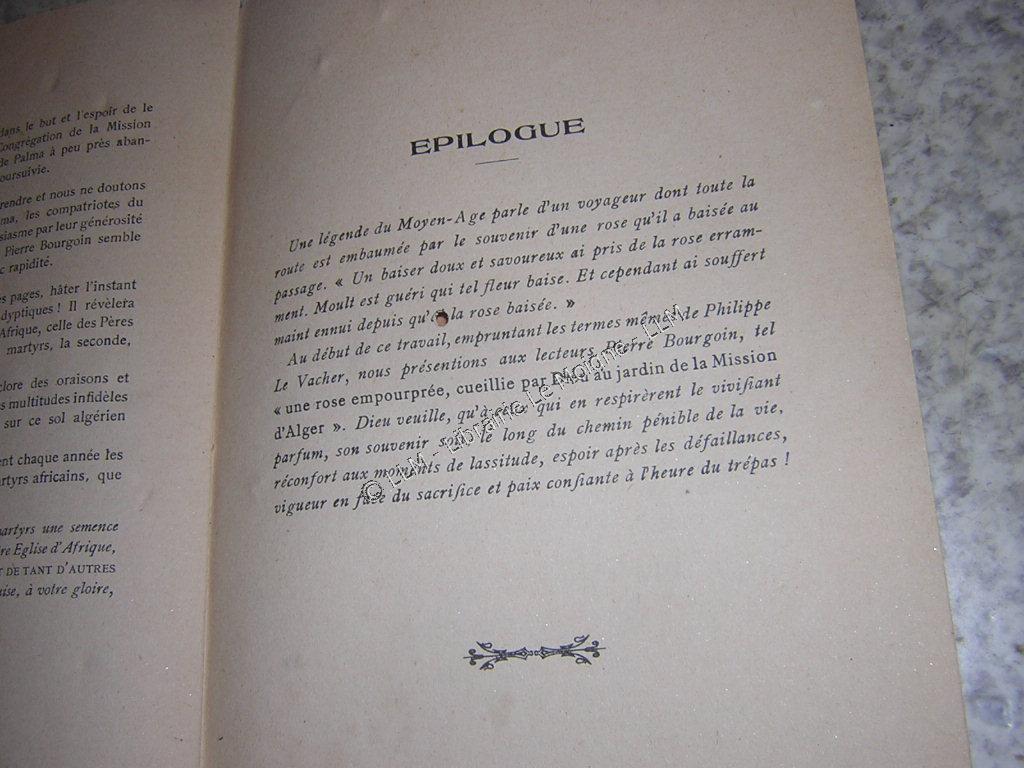 dans le but et l'espoir de le
Congrégation de la Mission
de Palma à peu près aban-
oursuivie.
rendre et nous ne doutons
ma, les compatriotes du
siasme par leur générosité
Pierre Bourgoin semble
c rapidité.
es pages, hâter l'instant
dyptiques ! Il révèlera
Afrique, celle des Pères
martyrs, la seconde,
clore des oraisons et
s multitudes infidèles
sur ce sol algérien
ent chaque année les
artyrs africains, que
martyrs une semence
re Eglise d'Afrique,
T DE TANT D'AUTRES
uise, à votre gloire,
EPILOGUE
Une légende du Moyen-Age parle d'un voyageur dont toute la
route est embaumée par le souvenir d'une rose qu'il a baisée au
passage. « Un baiser doux et savoureux ai pris de la rose erram-
ment. Moult est guéri qui tel fleur baise. Et cependant ai souffert
maint ennui depuis qu' la rose baisée. »
Au début de ce travail, empruntant les termes même de Philippe
Le Vacher, nous présentions aux lecteurs Pierre Bourgoin, tel
« une rose empourprée, cueillie par Dieu au jardin de la Mission
d'Alger ». Dieu veuille, qu'à ceux qui en respirèrent le vivifiant
parfum, son souvenir soit le long du chemin pénible de la vie,
réconfort aux moments de lassitude, espoir après les défaillances,
vigueur en face du sacrifice et paix confiante à l'heure du trépas !
© LLM - Librairie Le Moigne - LLM